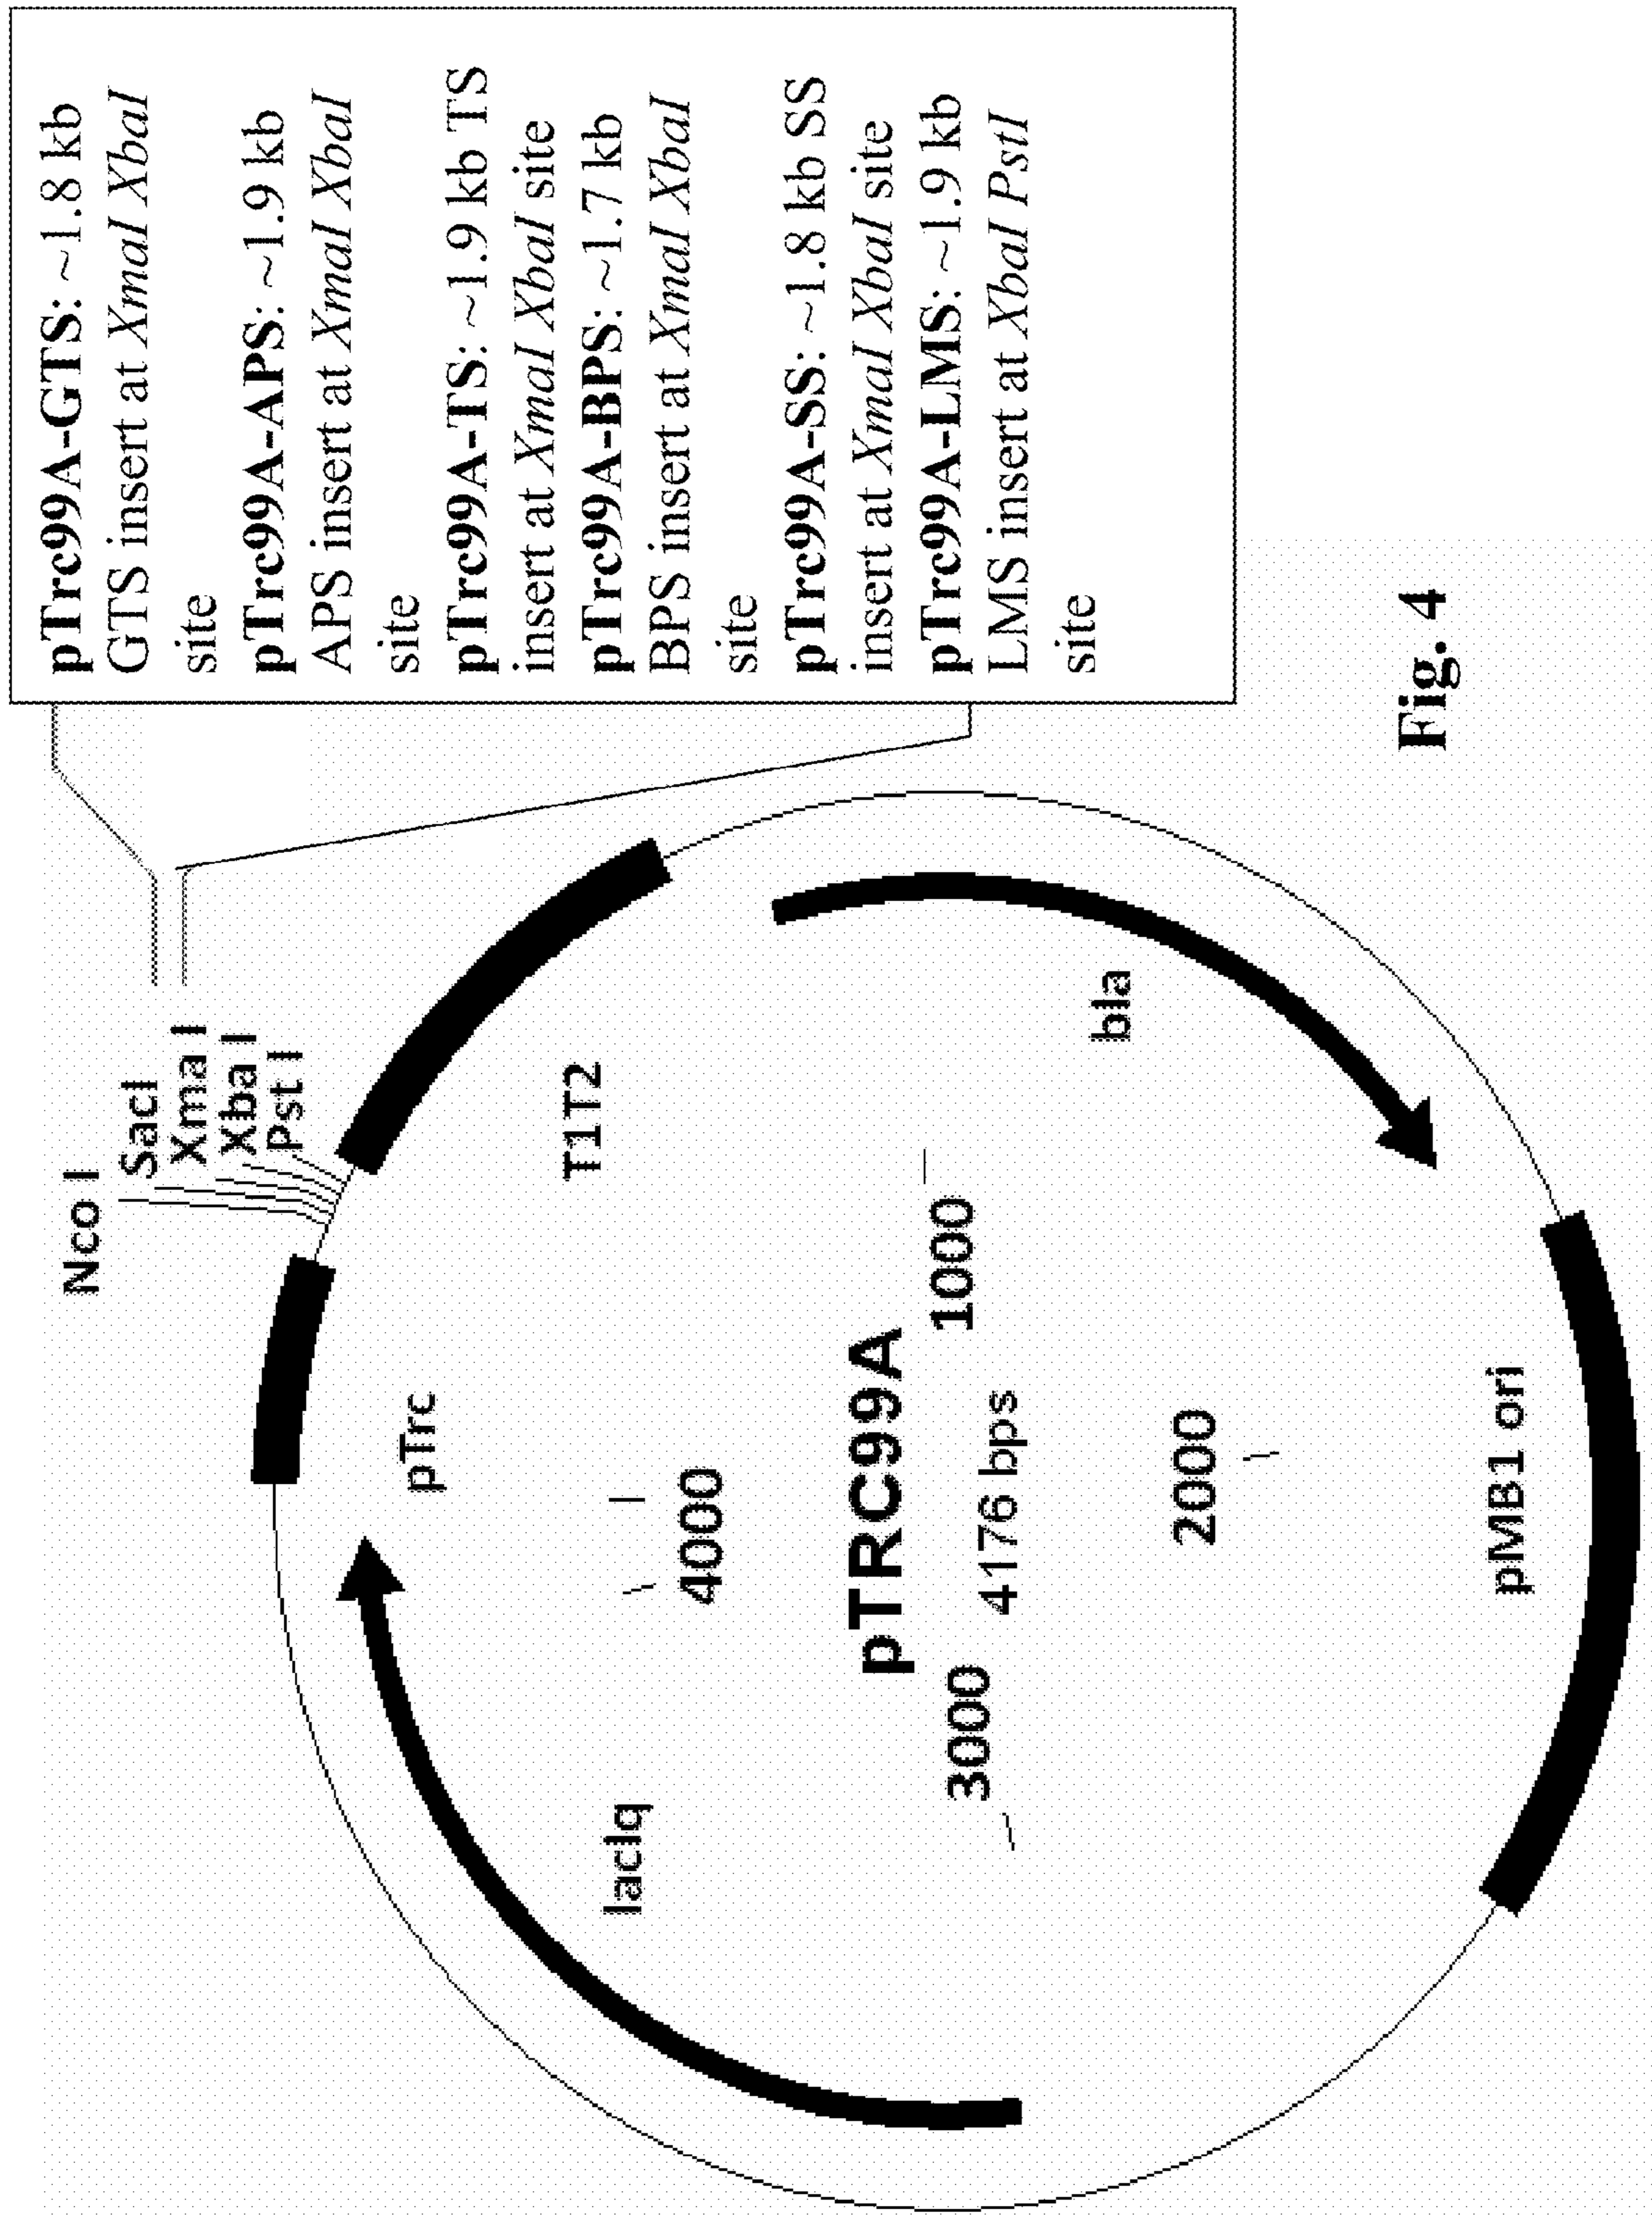 Nco I
SacI
Xma I
Xba I
Pst I
pTrc
T1T2
lacIq
4000
pTRC99A
4176 bps
3000
1000
2000
bla
pMB1 ori
pTrc99A-GTS: ~1.8 kb
GTS insert at XmaI XbaI
site
pTrc99A-APS: ~1.9 kb
APS insert at XmaI XbaI
site
pTrc99A-TS: ~1.9 kb TS
insert at XmaI XbaI site
pTrc99A-BPS: ~1.7 kb
BPS insert at XmaI XbaI
site
pTrc99A-SS: ~1.8 kb SS
insert at XmaI XbaI site
pTrc99A-LMS: ~1.9 kb
LMS insert at XbaI PstI
site
Fig. 4